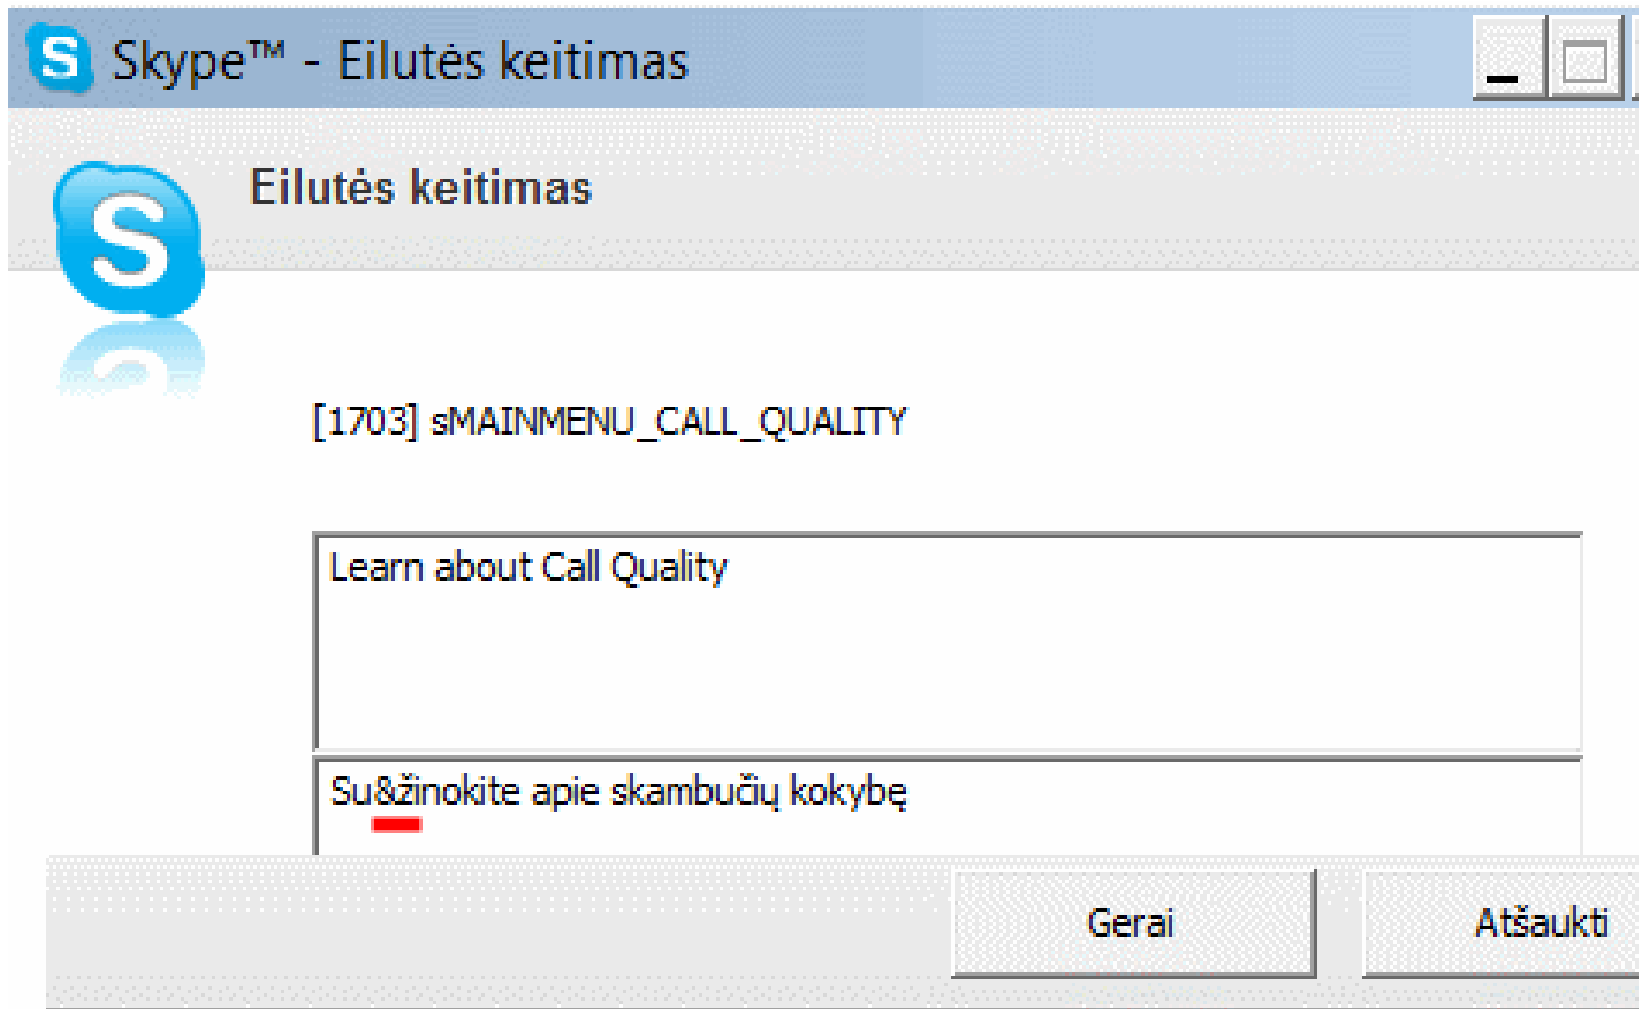 Skype™ - Eilutės keitimas
Eilutės keitimas
[1703] sMAINMENU_CALL_QUALITY
Learn about Call Quality
Su&žinokite apie skambučių kokybę
Gerai
Atšaukti